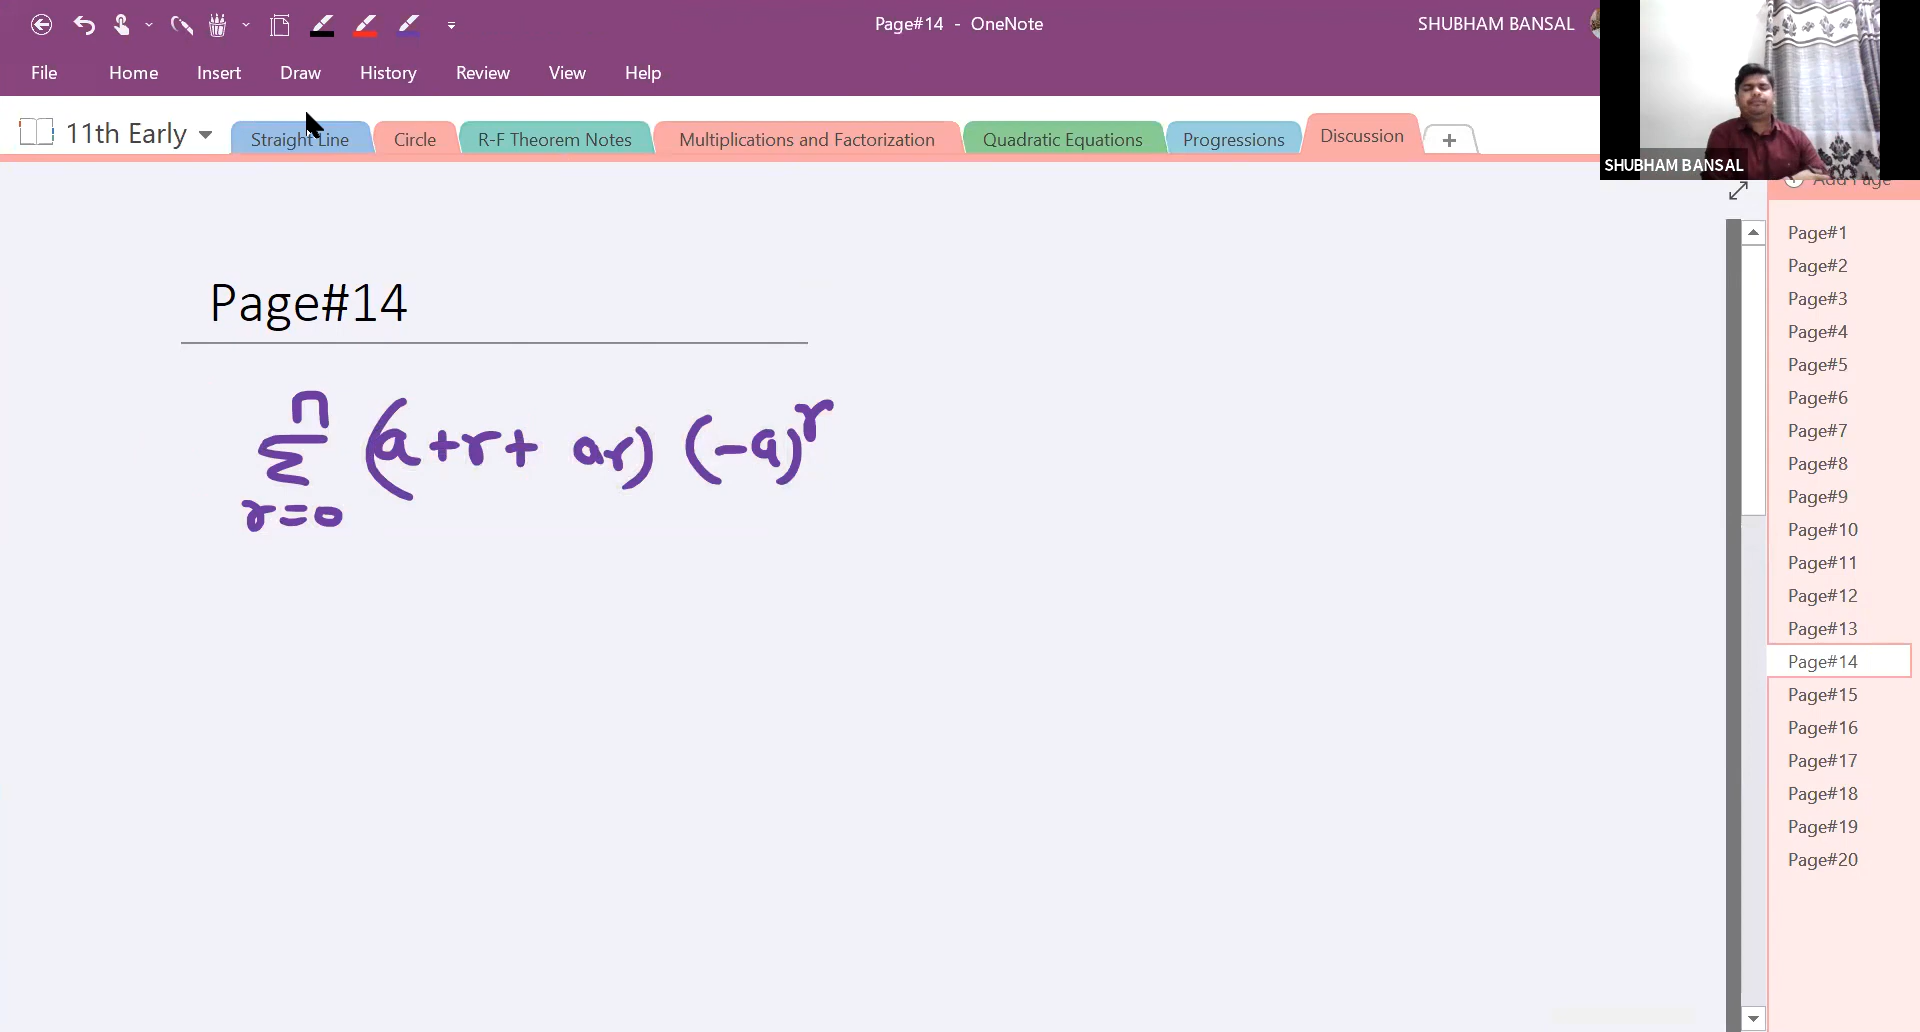 Page#14 - OneNote
SHUBHAM BANSAL
File Home Insert Draw History Review View Help
11th Early
Straight Line Circle R-F Theorem Notes Multiplications and Factorization Quadratic Equations Progressions Discussion +
SHUBHAM BANSAL
Add Page
Page#14
n
∑ (a+r+ ar) (-a)^r
r=0
Page#1
Page#2
Page#3
Page#4
Page#5
Page#6
Page#7
Page#8
Page#9
Page#10
Page#11
Page#12
Page#13
Page#14
Page#15
Page#16
Page#17
Page#18
Page#19
Page#20